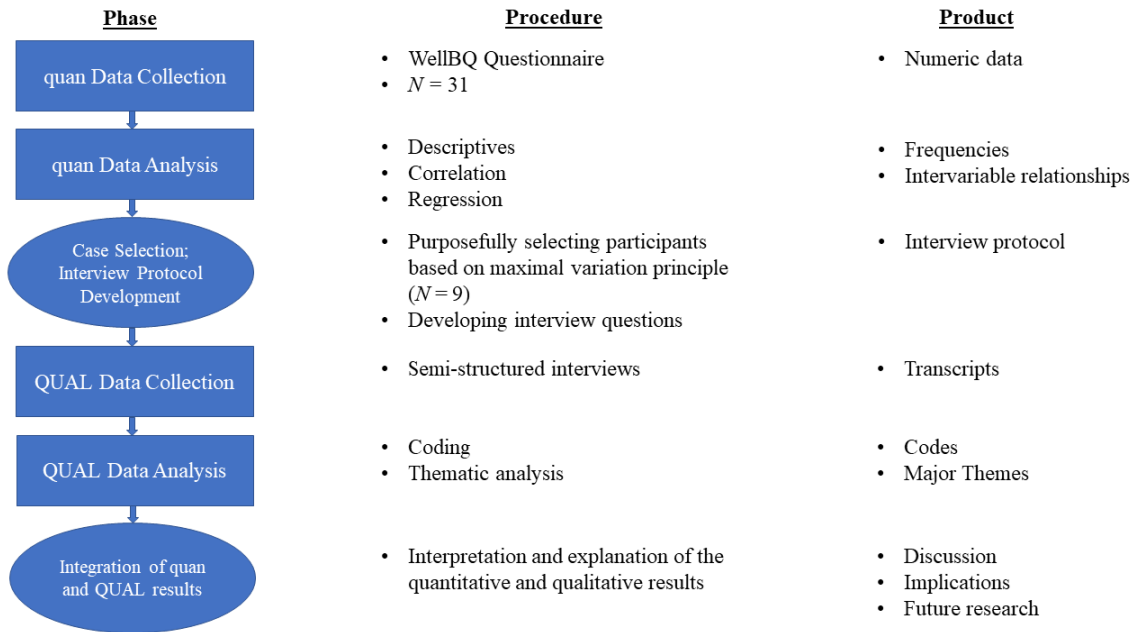 Phase Procedure Product
quan Data Collection
• WellBQ Questionnaire
• N = 31
• Numeric data
quan Data Analysis
• Descriptives
• Correlation
• Regression
• Frequencies
• Intervariable relationships
Case Selection;
Interview Protocol
Development
• Purposefully selecting participants
based on maximal variation principle
(N = 9)
• Developing interview questions
• Interview protocol
QUAL Data Collection
• Semi-structured interviews
• Transcripts
QUAL Data Analysis
• Coding
• Thematic analysis
• Codes
• Major Themes
Integration of quan
and QUAL results
• Interpretation and explanation of the
quantitative and qualitative results
• Discussion
• Implications
• Future research